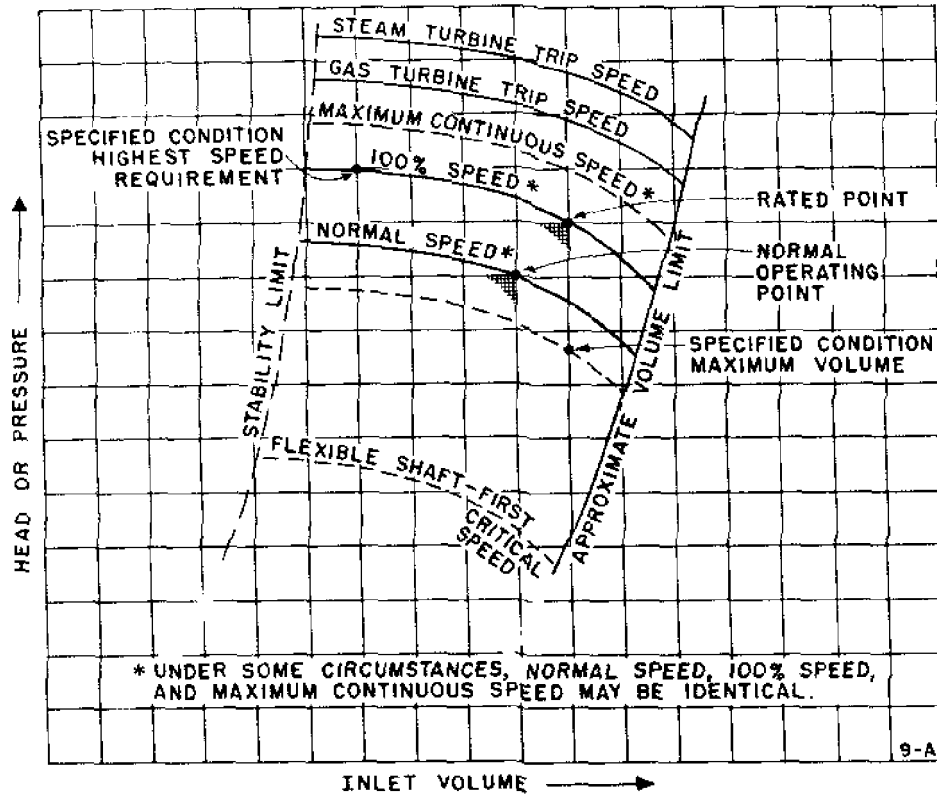 STEAM TURBINE TRIP SPEED
GAS TURBINE TRIP SPEED
MAXIMUM CONTINUOUS SPEED*
SPECIFIED CONDITION
HIGHEST SPEED
REQUIREMENT
100% SPEED*
RATED POINT
NORMAL SPEED*
NORMAL
OPERATING
POINT
STABILITY LIMIT
SPECIFIED CONDITION
MAXIMUM VOLUME
APPROXIMATE VOLUME LIMIT
FLEXIBLE SHAFT-FIRST
CRITICAL
SPEED
HEAD OR PRESSURE
* UNDER SOME CIRCUMSTANCES, NORMAL SPEED, 100% SPEED,
AND MAXIMUM CONTINUOUS SPEED MAY BE IDENTICAL.
9-A
INLET VOLUME